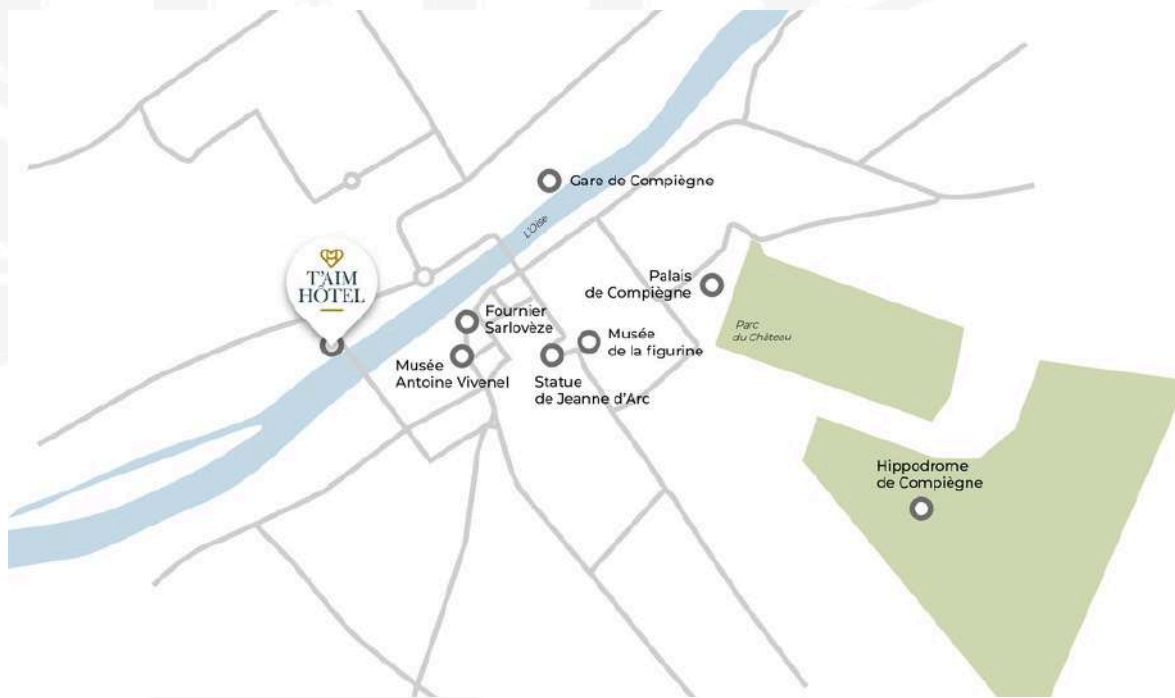 Gare de Compiègne
L'Oise
T'AIM
HÔTEL
Palais
de Compiègne
Fournier
Sarlovèze
Parc
du Château
Musée
de la figurine
Musée
Antoine Vivenel
Statue
de Jeanne d'Arc
Hippodrome
de Compiègne